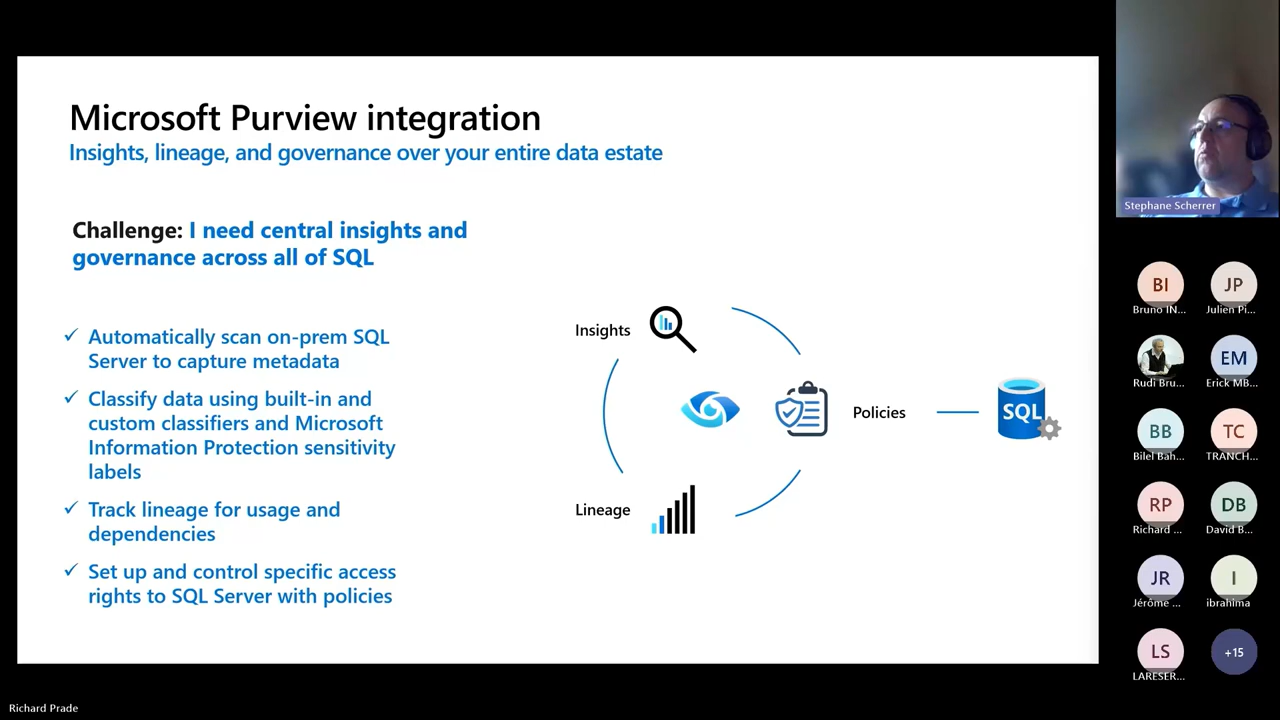 Microsoft Purview integration
Insights, lineage, and governance over your entire data estate
Challenge: I need central insights and
governance across all of SQL
✓ Automatically scan on-prem SQL
Server to capture metadata
✓ Classify data using built-in and
custom classifiers and Microsoft
Information Protection sensitivity
labels
✓ Track lineage for usage and
dependencies
✓ Set up and control specific access
rights to SQL Server with policies
Insights
Policies
SQL
Lineage
Stephane Scherrer
BI
Bruno IN...
JP
Julien Pi...
Rudi Bru...
EM
Erick MB...
BB
Bilel Bah...
TC
TRANCH...
RP
Richard ...
DB
David B...
JR
Jérôme ...
I
ibrahima
LS
LARESER...
+15
Richard Prade